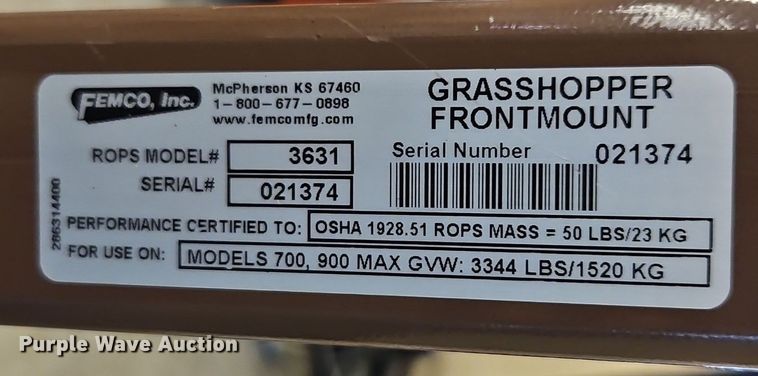 FEMCO, Inc.
McPherson KS 67460
1-800-677-0898
www.femcomfg.com
GRASSHOPPER
FRONTMOUNT
ROPS MODEL# 3631
SERIAL# 021374
Serial Number 021374
286314400
PERFORMANCE CERTIFIED TO: OSHA 1928.51 ROPS MASS = 50 LBS/23 KG
FOR USE ON: MODELS 700, 900 MAX GVW: 3344 LBS/1520 KG
Purple Wave Auction